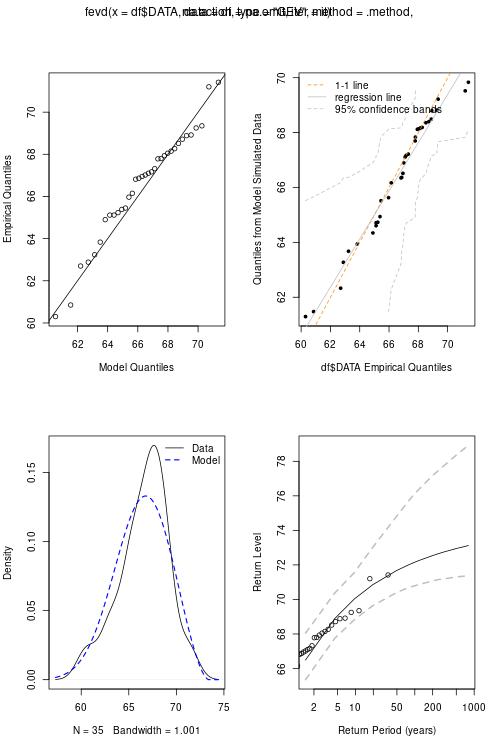 fevd(x = df$DATA,
Empirical Quantiles
60 62 64 66 68 70
62 64 66 68 70
Model Quantiles
Quantiles from Model Simulated Data
62 64 66 68 70
1-1 line
regression line
95% confidence bands
60 62 64 66 68 70
df$DATA Empirical Quantiles
Density
0.00 0.05 0.10 0.15
Data
Model
60 65 70 75
N = 35 Bandwidth = 1.001
Return Level
66 68 70 72 74 76 78
2 5 10 50 200 1000
Return Period (years)